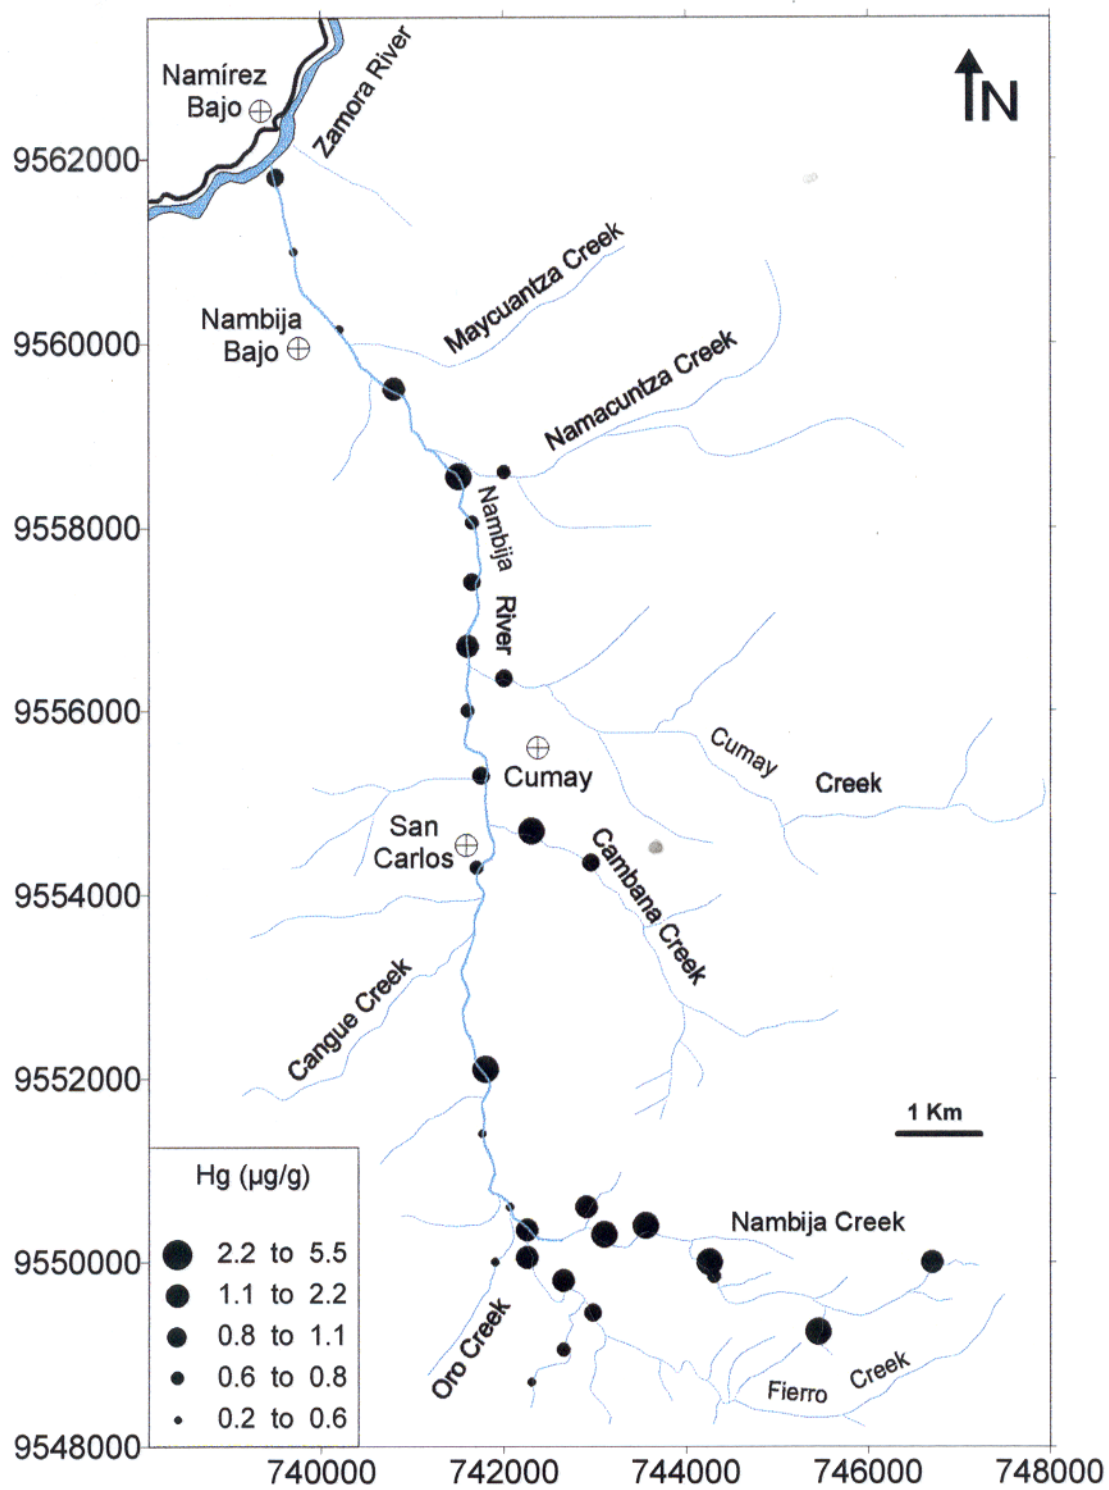 Namírez
Bajo
Zamora River
N
9562000
Maycuantza Creek
Nambija
Bajo
9560000
Namacuntza Creek
Nambija
River
9558000
9556000
Cumay
Creek
Cumay
San
Carlos
Cambana Creek
9554000
Cangue Creek
9552000
1 Km
Hg (µg/g)
2.2 to 5.5
1.1 to 2.2
0.8 to 1.1
0.6 to 0.8
0.2 to 0.6
Nambija Creek
9550000
Oro Creek
Fierro Creek
9548000
740000 742000 744000 746000 748000